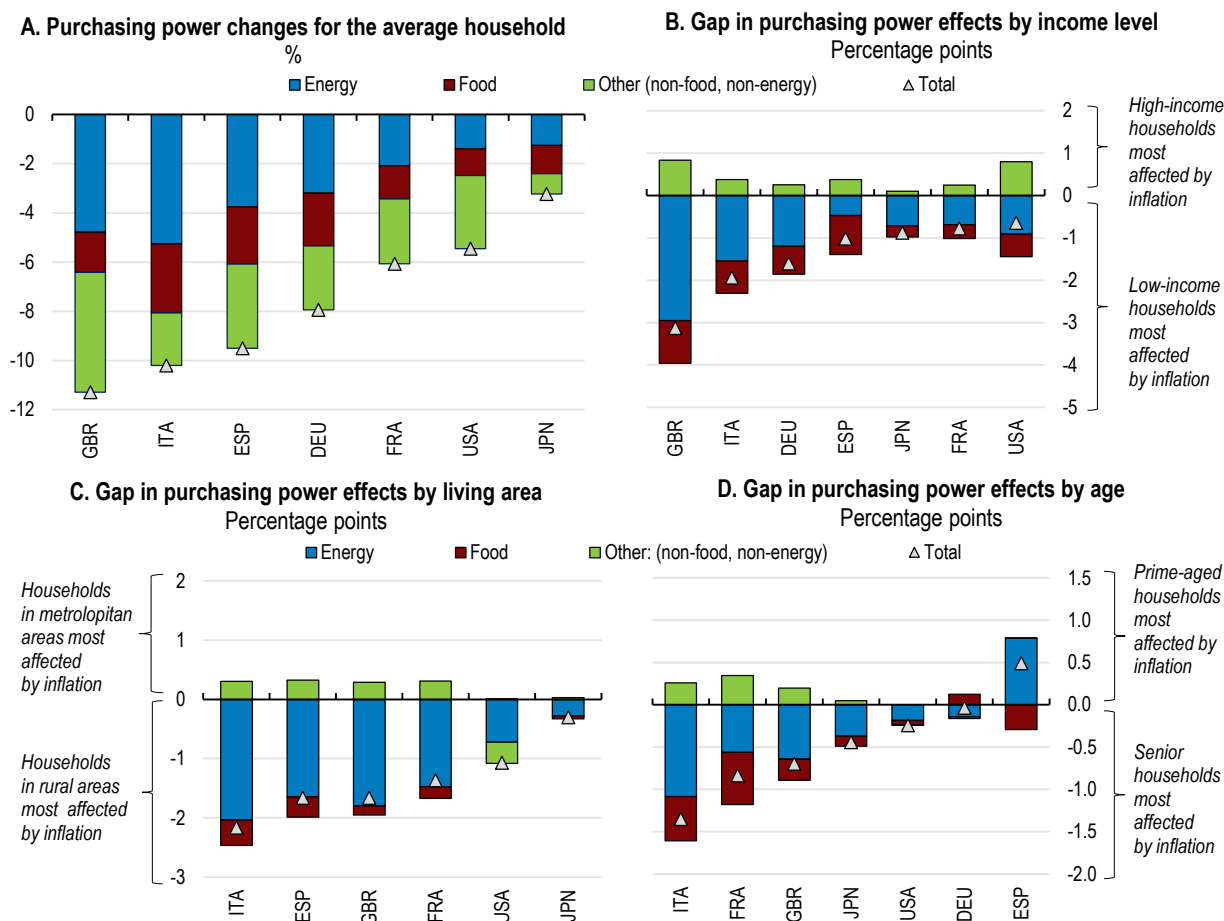 A. Purchasing power changes for the average household
%
Energy Food Other (non-food, non-energy) Total
0
-2
-4
-6
-8
-10
-12
GBR ITA ESP DEU FRA USA JPN
B. Gap in purchasing power effects by income level
Percentage points
2
1
0
-1
-2
-3
-4
-5
High-income
households
most
affected by
inflation
Low-income
households
most
affected
by inflation
GBR ITA DEU ESP JPN FRA USA
C. Gap in purchasing power effects by living area
Percentage points
D. Gap in purchasing power effects by age
Percentage points
Energy Food Other: (non-food, non-energy) Total
Households
in metrolopitan
areas most
affected
by inflation
Households
in rural areas
most affected
by inflation
2
1
0
-1
-2
-3
ITA ESP GBR FRA USA JPN
1.5
1.0
0.5
0.0
-0.5
-1.0
-1.5
-2.0
Prime-aged
households
most
affected by
inflation
Senior
households
most
affected
by inflation
ITA FRA GBR JPN USA DEU ESP